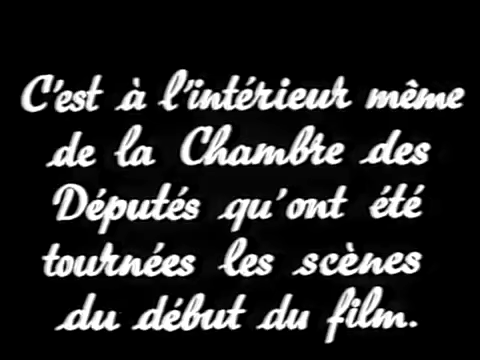 C'est à l'intérieur même
de la Chambre des
Députés qu'ont été
tournées les scènes
du début du film.